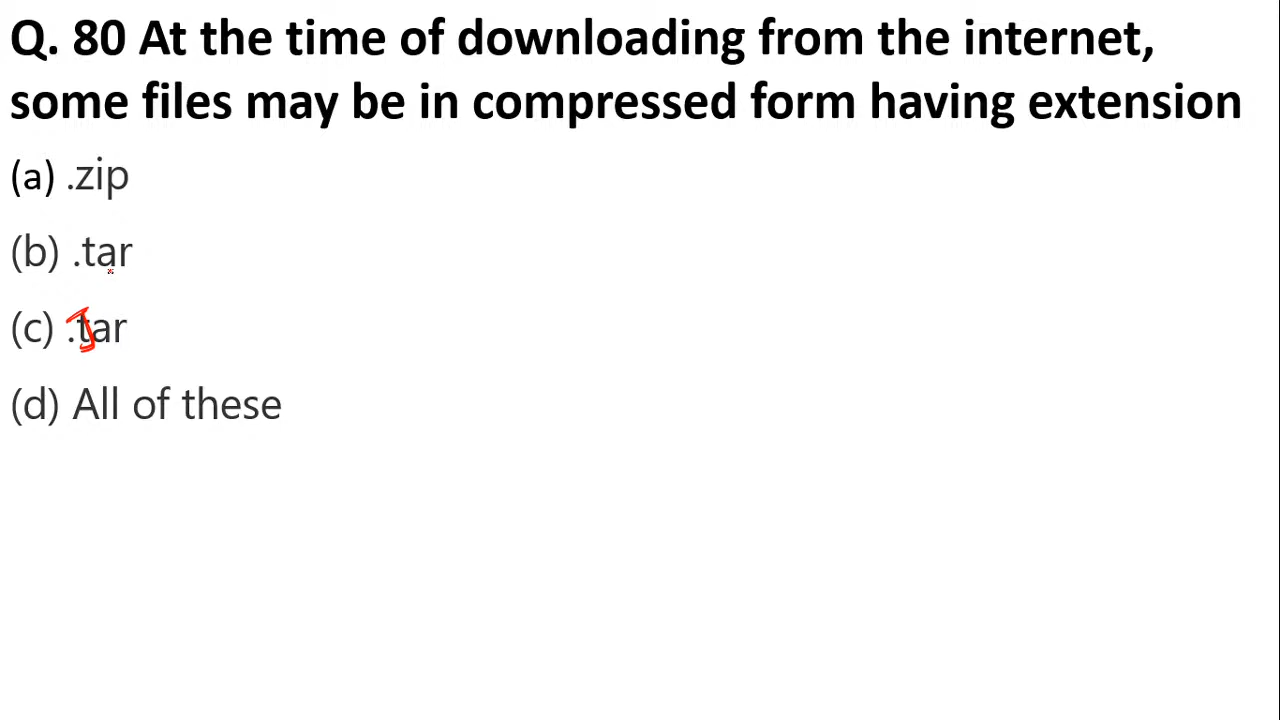 Q. 80 At the time of downloading from the internet,
some files may be in compressed form having extension
(a) .zip
(b) .tar
(c) .jar
(d) All of these